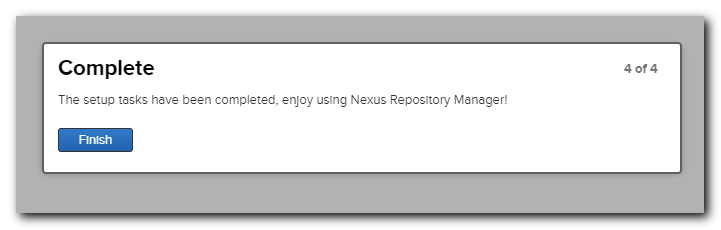 Complete
4 of 4
The setup tasks have been completed, enjoy using Nexus Repository Manager!
Finish